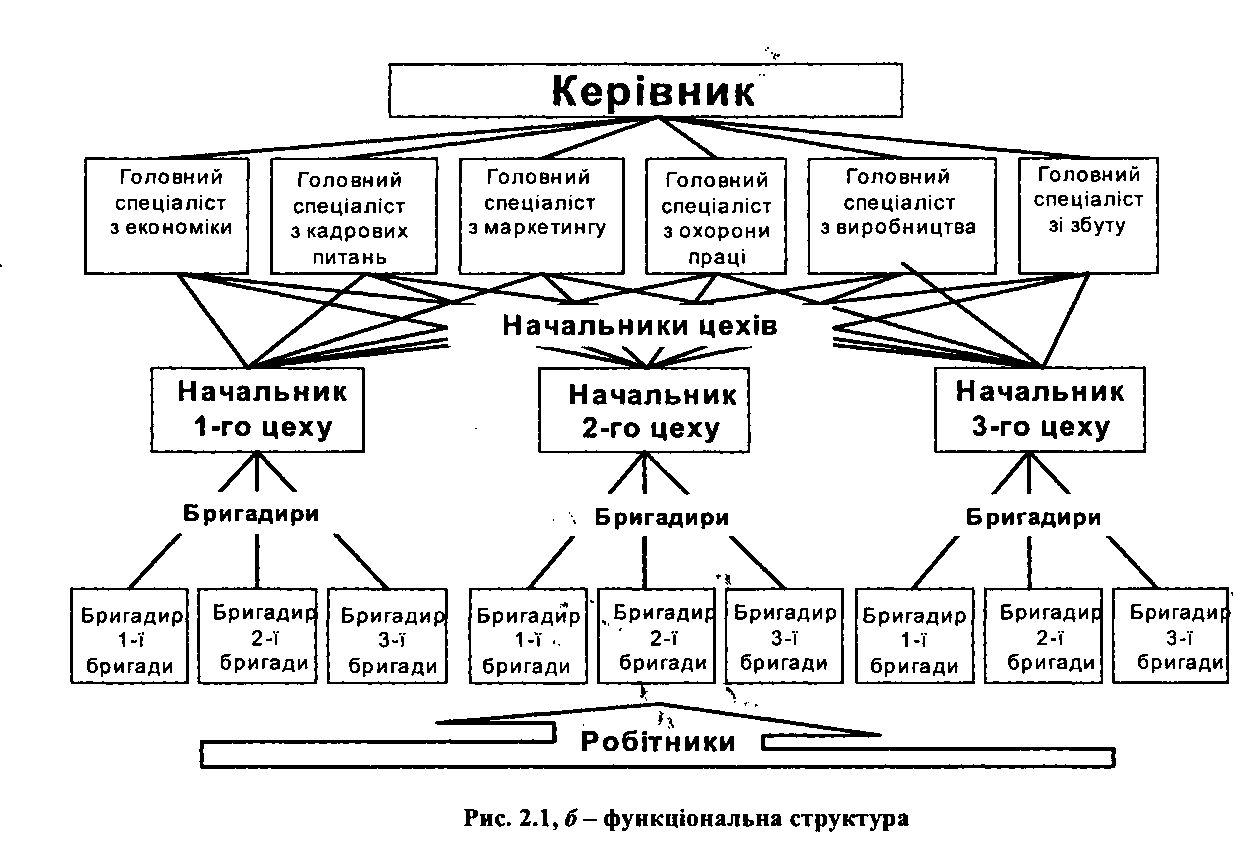 Керівник
Головний
спеціаліст
з економіки
Головний
спеціаліст
з кадрових
питань
Головний
спеціаліст
з маркетингу
Головний
спеціаліст
з охорони
праці
Головний
спеціаліст
з виробництва
Головний
спеціаліст
зі збуту
Начальники цехів
Начальник
1-го цеху
Начальник
2-го цеху
Начальник
3-го цеху
Бригадири
Бригадири
Бригадири
Бригадир
1-ї
бригади
Бригадир
2-ї
бригади
Бригадир
3-ї
бригади
Бригадир
1-ї
бригади
Бригадир
2-ї
бригади
Бригадир
3-ї
бригади
Бригадир
1-ї
бригади
Бригадир
2-ї
бригади
Бригадир
3-ї
бригади
Робітники
Рис. 2.1, б – функціональна структура